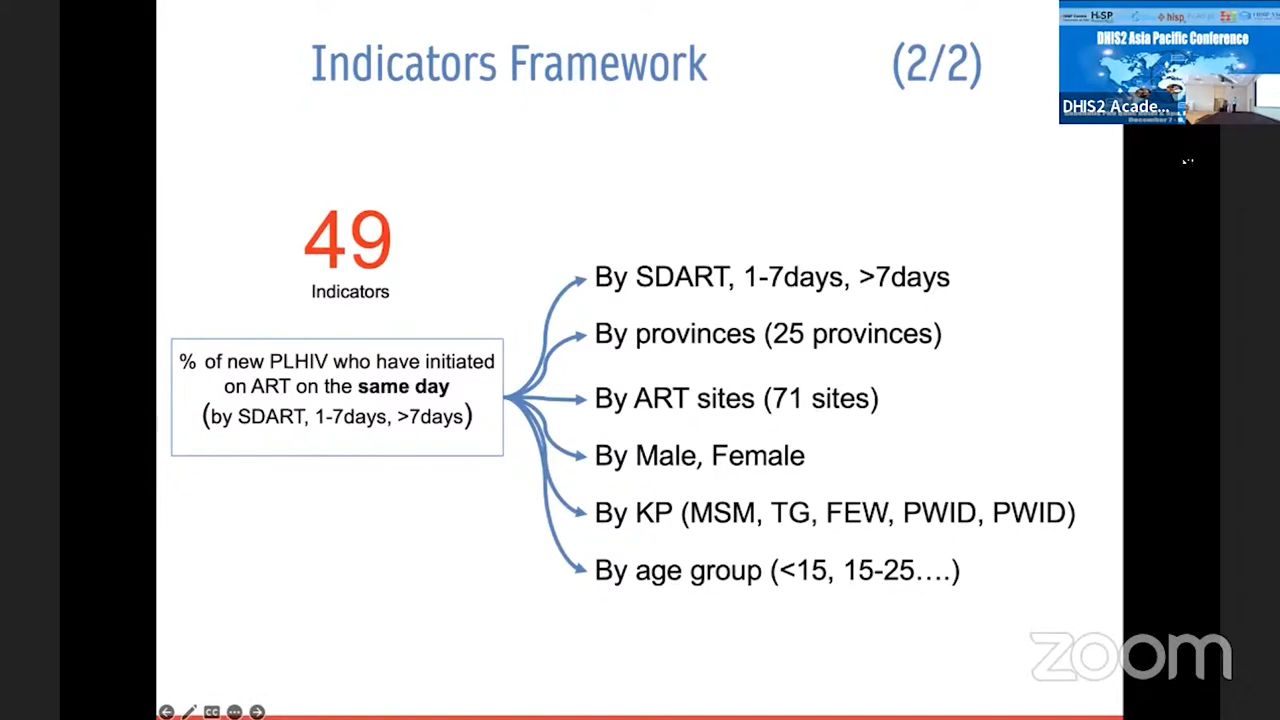 Indicators Framework (2/2)
49
Indicators
% of new PLHIV who have initiated
on ART on the same day
(by SDART, 1-7days, >7days)
By SDART, 1-7days, >7days
By provinces (25 provinces)
By ART sites (71 sites)
By Male, Female
By KP (MSM, TG, FEW, PWID, PWID)
By age group (<15, 15-25….)
HiSP
hisp
DHIS2 Asia Pacific Conference
DHIS2 Acade...
zoom
CC